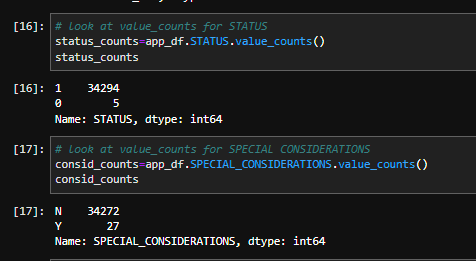 [16]: # look at value_counts for STATUS
status_counts=app_df.STATUS.value_counts()
status_counts
[16]: 1    34294
0        5
Name: STATUS, dtype: int64
[17]: # look at value_counts for SPECIAL CONSIDERATIONS
consid_counts=app_df.SPECIAL_CONSIDERATIONS.value_counts()
consid_counts
[17]: N    34272
Y       27
Name: SPECIAL_CONSIDERATIONS, dtype: int64